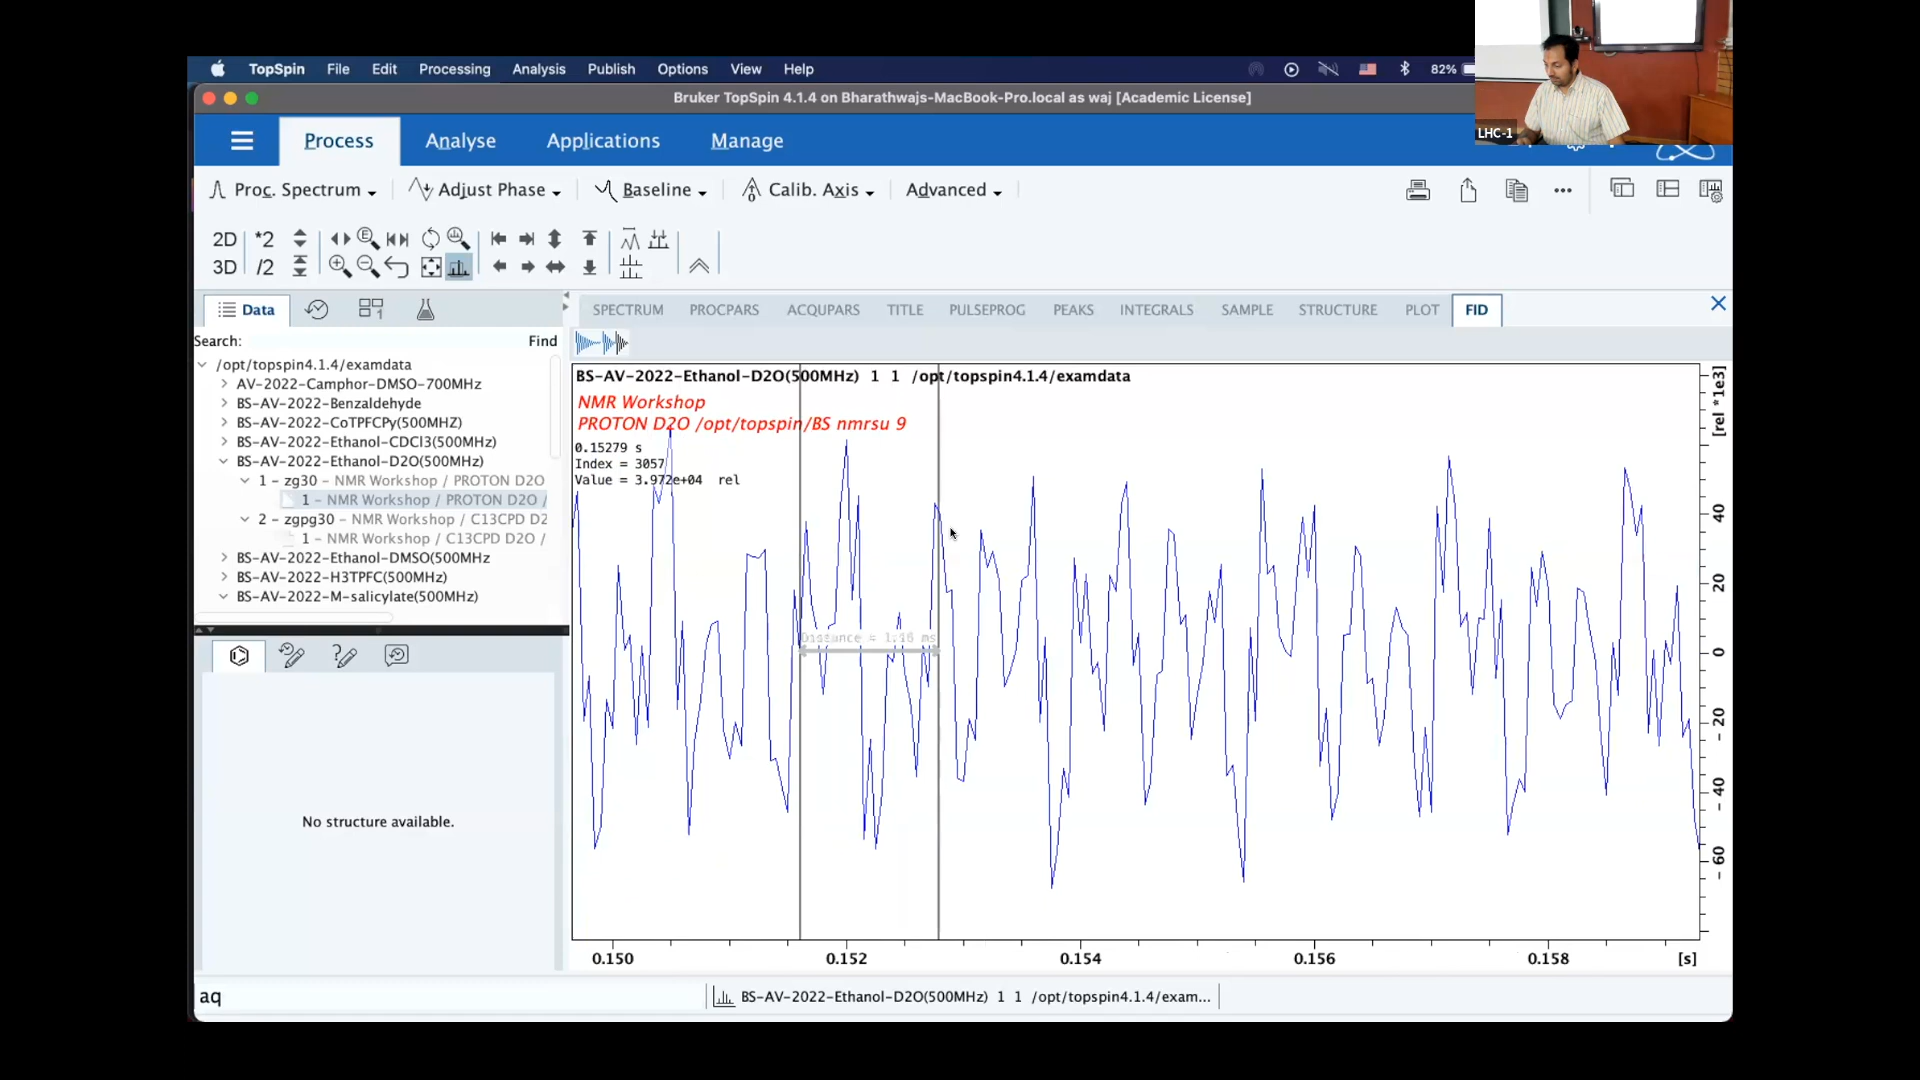 TopSpin File Edit Processing Analysis Publish Options View Help 82%
Bruker TopSpin 4.1.4 on Bharathwajs-MacBook-Pro.local as waj [Academic License]
LHC-1
Process Analyse Applications Manage
Proc. Spectrum Adjust Phase Baseline Calib. Axis Advanced
2D *2
3D /2
Data
SPECTRUM PROCPARS ACQUPARS TITLE PULSEPROG PEAKS INTEGRALS SAMPLE STRUCTURE PLOT FID
Search: Find
/opt/topspin4.1.4/examdata
AV-2022-Camphor-DMSO-700MHz
BS-AV-2022-Benzaldehyde
BS-AV-2022-CoTPFCPy(500MHZ)
BS-AV-2022-Ethanol-CDCl3(500MHz)
BS-AV-2022-Ethanol-D2O(500MHz)
1 - zg30 - NMR Workshop / PROTON D2O
1 - NMR Workshop / PROTON D2O /
2 - zgpg30 - NMR Workshop / C13CPD D2
1 - NMR Workshop / C13CPD D2O /
BS-AV-2022-Ethanol-DMSO(500MHz
BS-AV-2022-H3TPFC(500MHz)
BS-AV-2022-M-salicylate(500MHz)
No structure available.
BS-AV-2022-Ethanol-D2O(500MHz) 1 1 /opt/topspin4.1.4/examdata
NMR Workshop
PROTON D2O /opt/topspin/BS nmrsu 9
0.15279 s
Index = 3057
Value = 3.972e+04 rel
Distance = 1.16 ms
[rel *1e3]
40
20
0
-20
-40
-60
0.150 0.152 0.154 0.156 0.158 [s]
aq
BS-AV-2022-Ethanol-D2O(500MHz) 1 1 /opt/topspin4.1.4/exam...